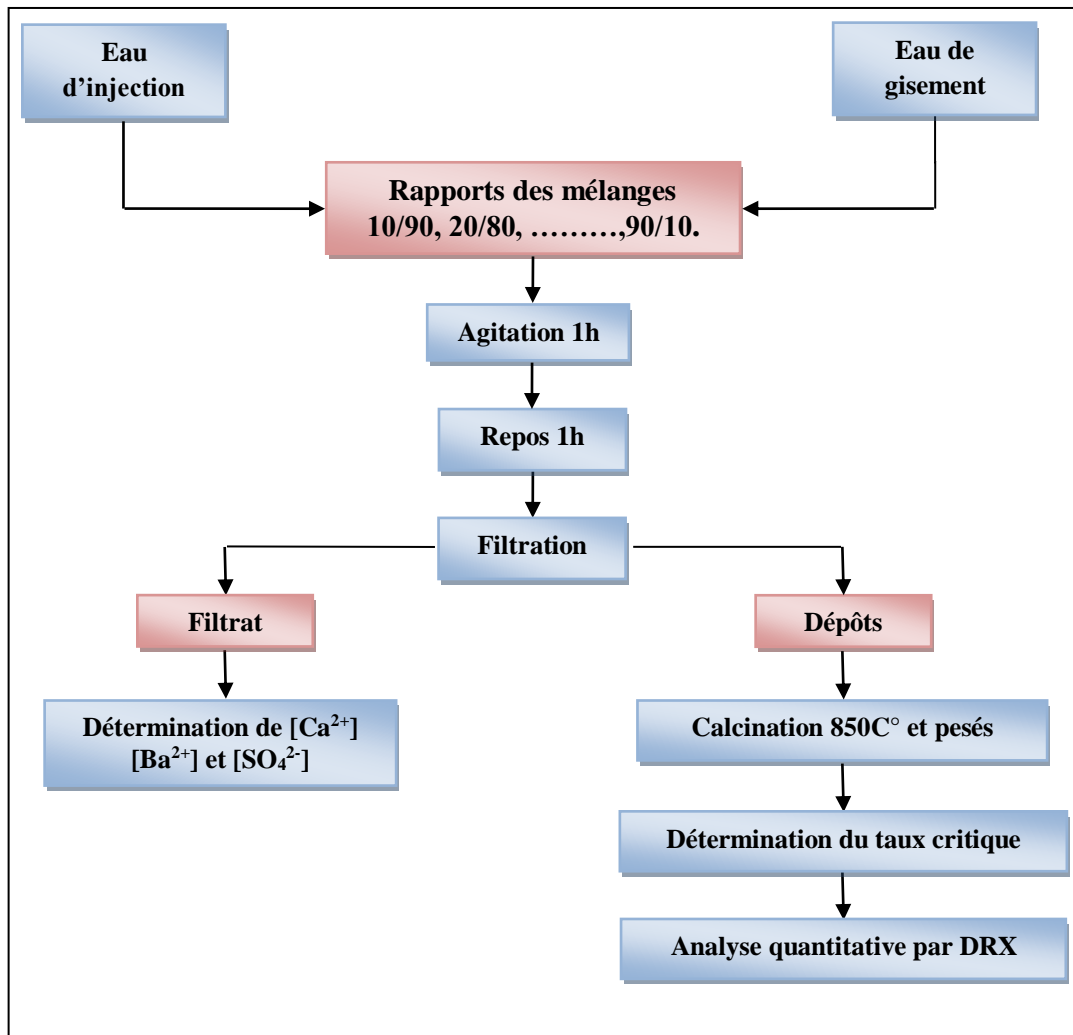 Eau
d’injection
Eau de
gisement
Rapports des mélanges
10/90, 20/80, ………,90/10.
Agitation 1h
Repos 1h
Filtration
Filtrat
Dépôts
Détermination de [Ca²⁺]
[Ba²⁺] et [SO₄²⁻]
Calcination 850C° et pesés
Détermination du taux critique
Analyse quantitative par DRX